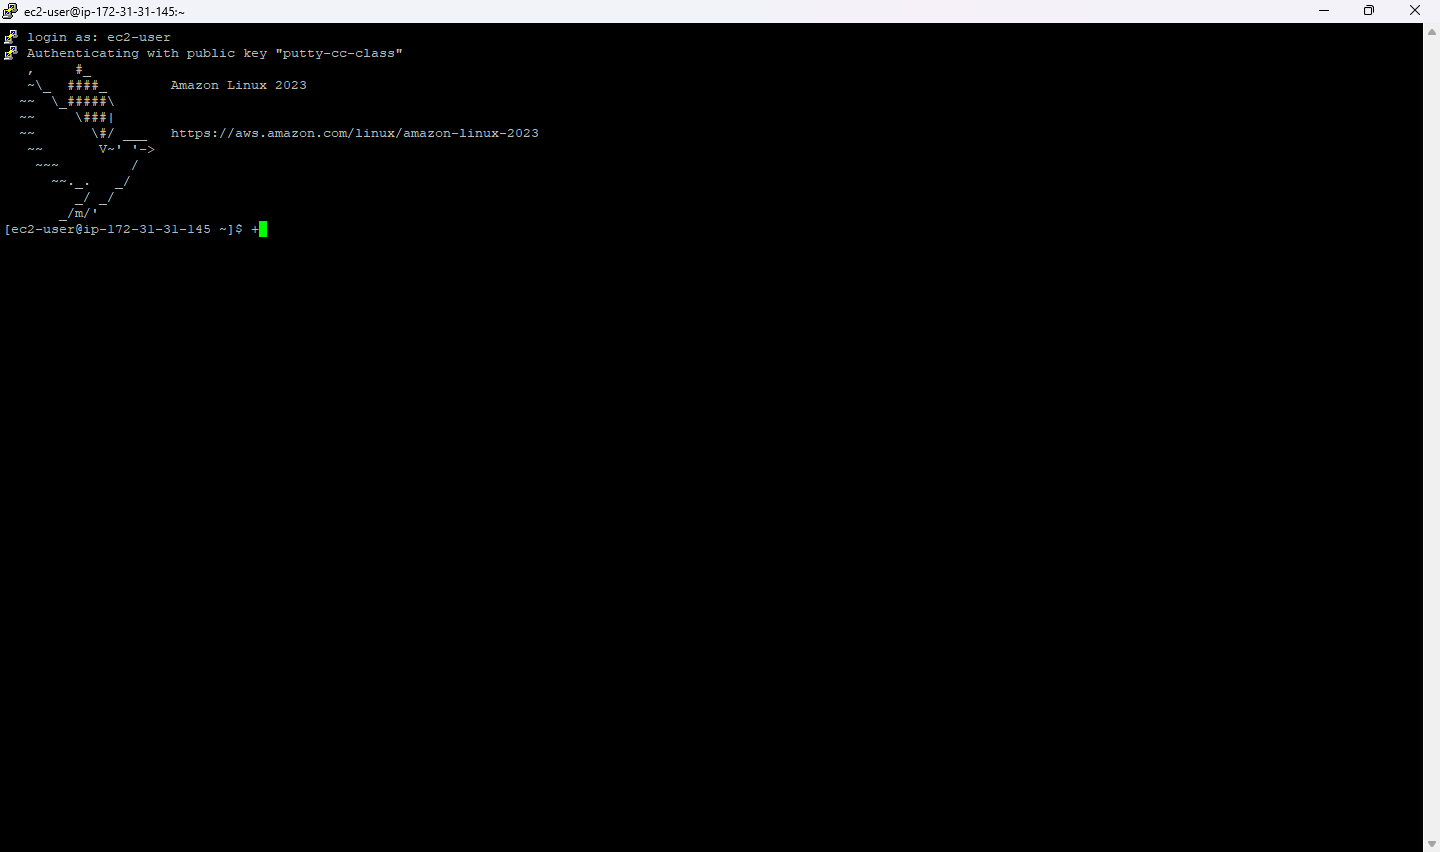 ec2-user@ip-172-31-31-145:~
login as: ec2-user
Authenticating with public key "putty-cc-class"
   ,     #_
   ~\_  ####_        Amazon Linux 2023
  ~~  \_#####\
  ~~     \###|
  ~~       \#/ ___   https://aws.amazon.com/linux/amazon-linux-2023
   ~~       V~' '->
    ~~~         /
      ~~._.   _/
         _/ _/
       _/m/'
[ec2-user@ip-172-31-31-145 ~]$ +